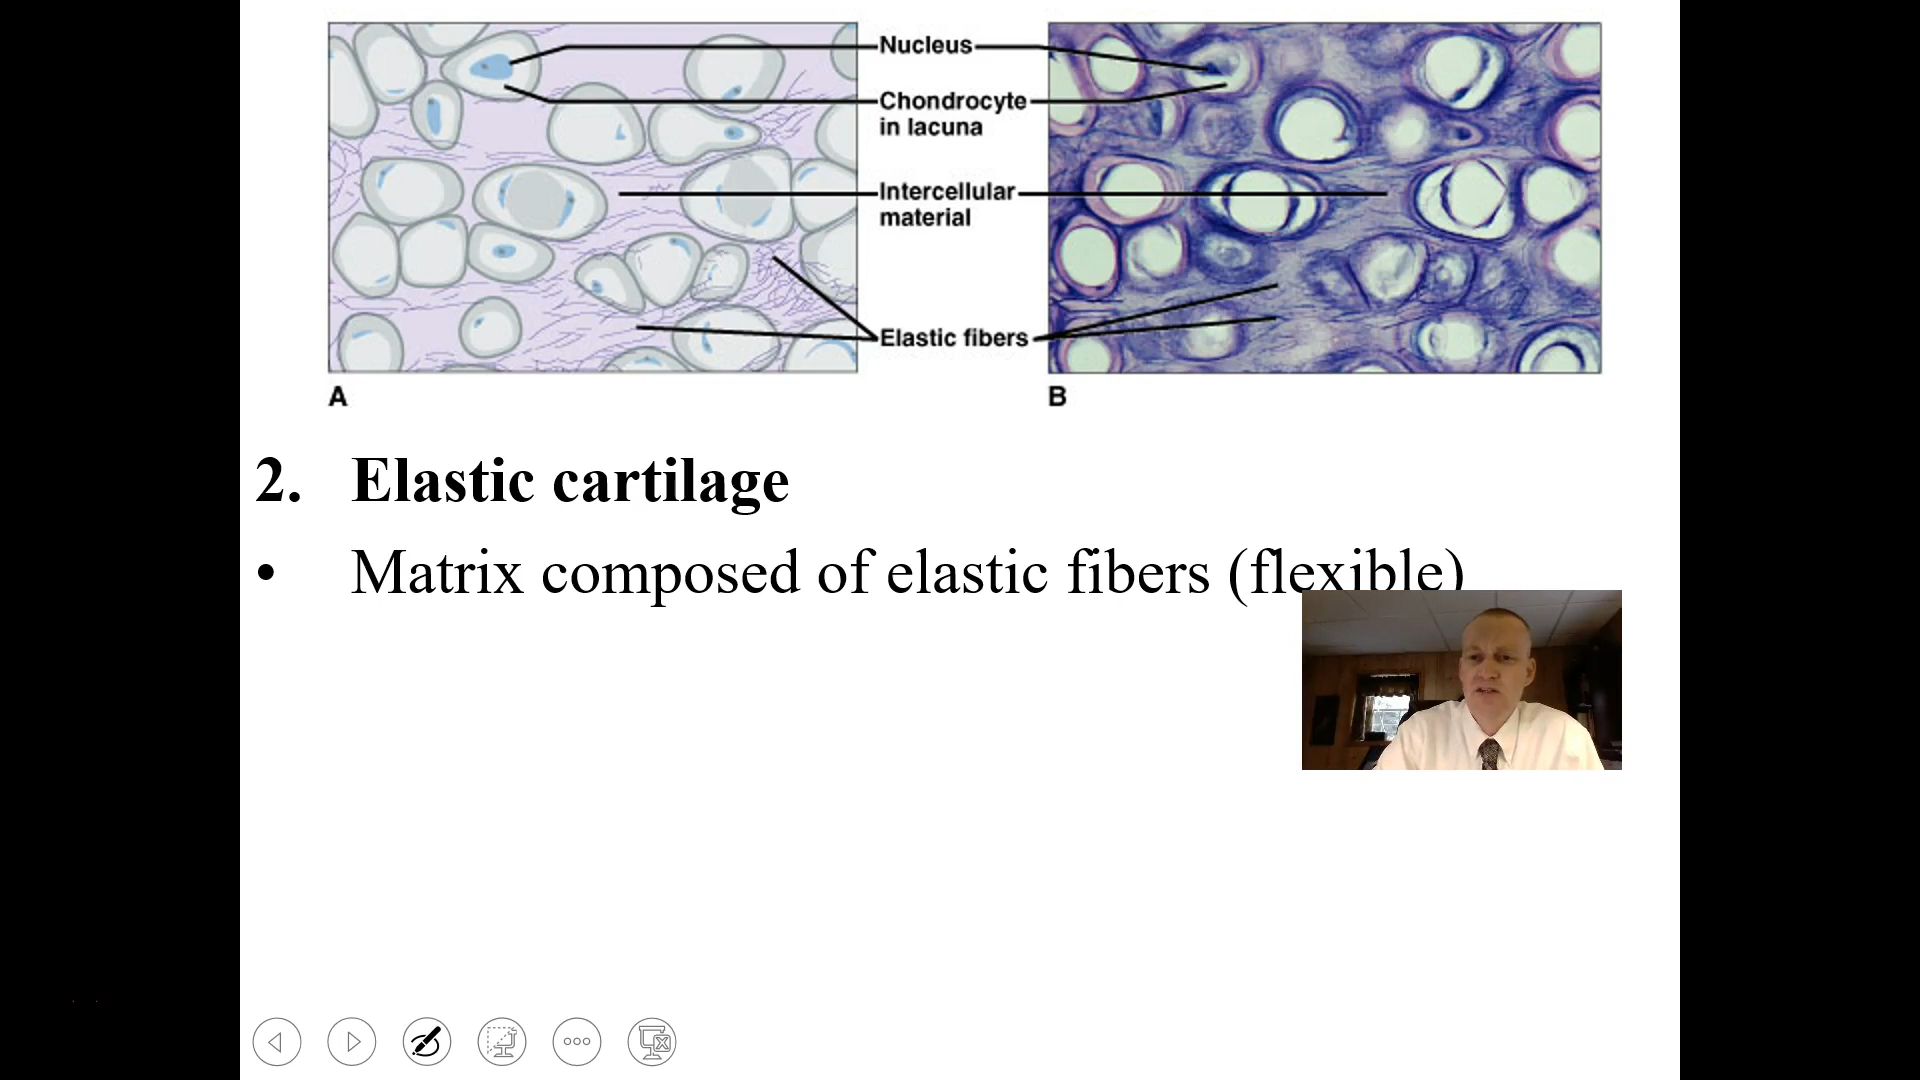 Nucleus
Chondrocyte
in lacuna
Intercellular
material
Elastic fibers
A
B
2. Elastic cartilage
• Matrix composed of elastic fibers (flexible)